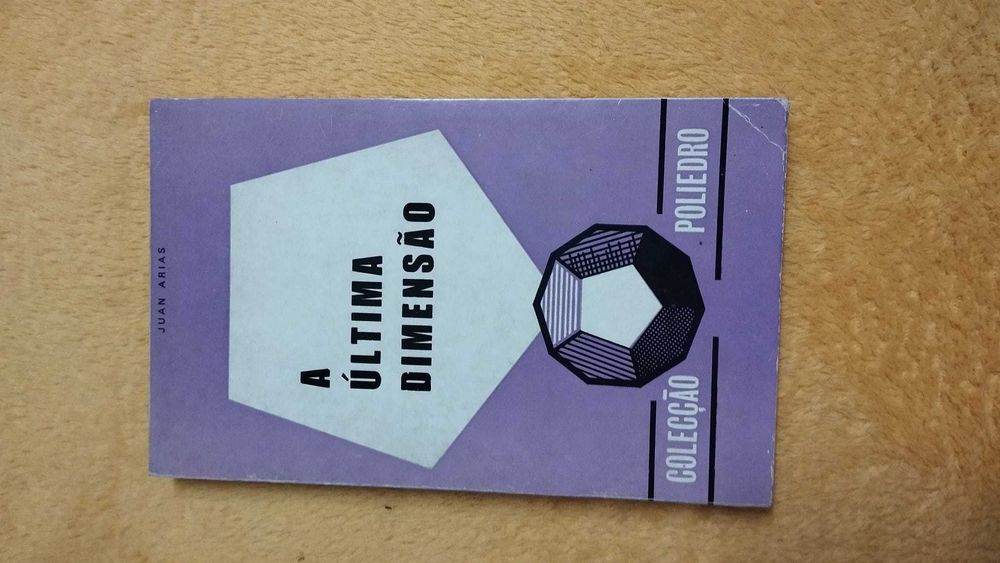 JUAN ARIAS
A
ÚLTIMA
DIMENSÃO
COLECÇÃO
POLIEDRO